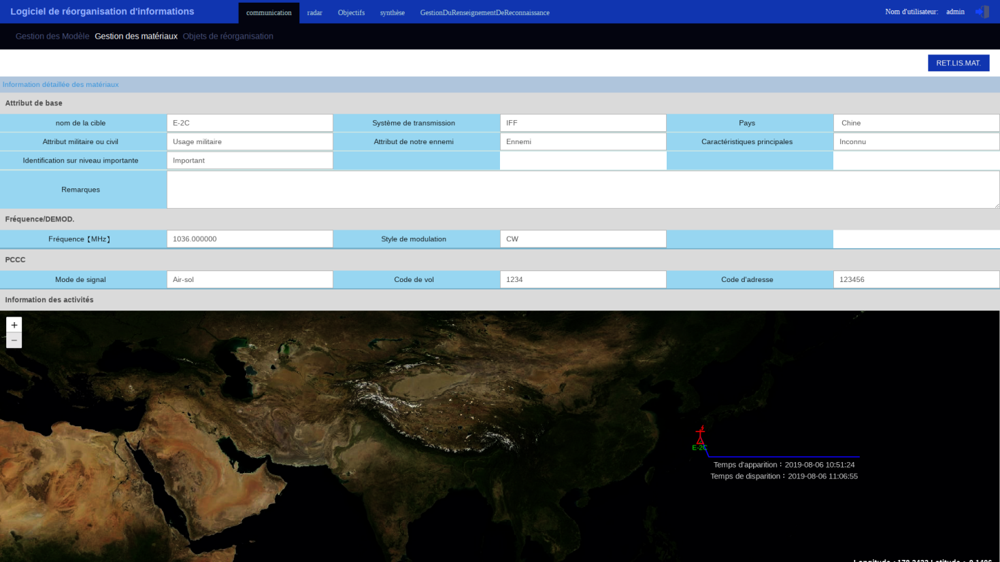 Logiciel de réorganisation d'informations
communication radar Objectifs synthèse GestionDuRenseignementDeReconnaissance
Nom d'utilisateur: admin
Gestion des Modèle Gestion des matériaux Objets de réorganisation
RET.LIS.MAT.
Information détaillée des matériaux
Attribut de base
nom de la cible E-2C Système de transmission IFF Pays Chine
Attribut militaire ou civil Usage militaire Attribut de notre ennemi Ennemi Caractéristiques principales Inconnu
Identification sur niveau importante Important
Remarques
Fréquence/DEMOD.
Fréquence【MHz】 1036.000000 Style de modulation CW
PCCC
Mode de signal Air-sol Code de vol 1234 Code d'adresse 123456
Information des activités
+
−
E-2C
Temps d'apparition：2019-08-06 10:51:24
Temps de disparition：2019-08-06 11:06:55